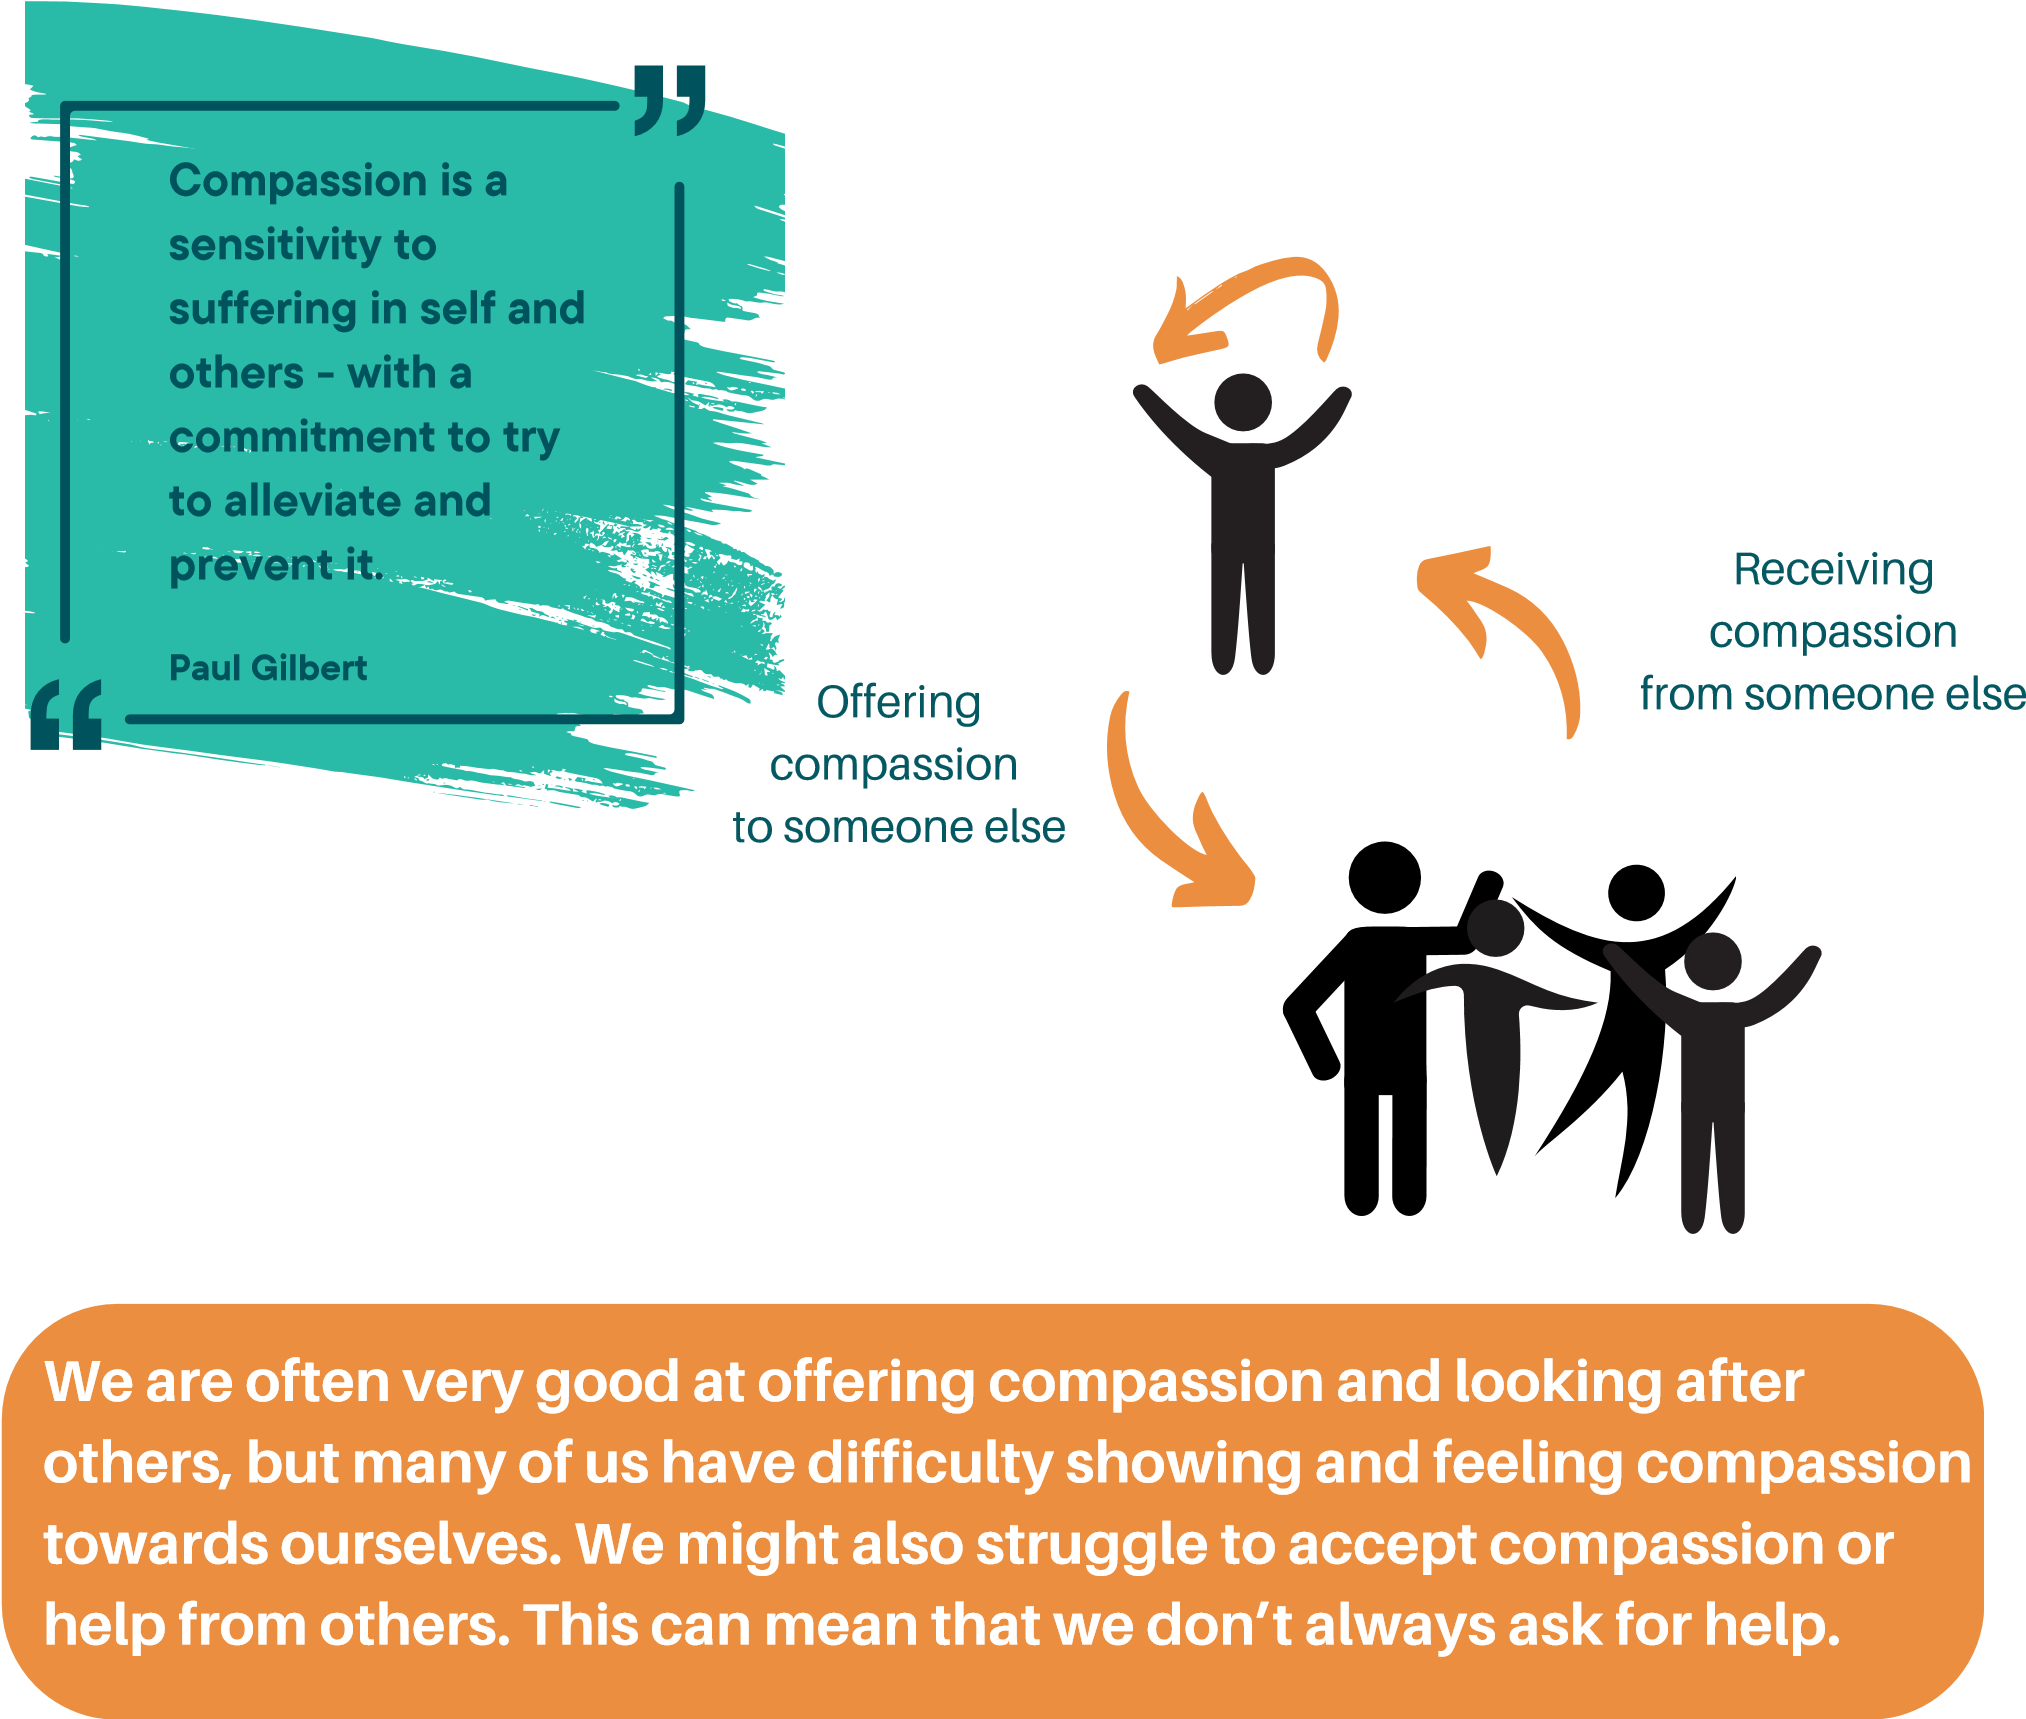 Compassion is a
sensitivity to
suffering in self and
others - with a
commitment to try
to alleviate and
prevent it.
Paul Gilbert
Offering
compassion
to someone else
Receiving
compassion
from someone else
We are often very good at offering compassion and looking after
others, but many of us have difficulty showing and feeling compassion
towards ourselves. We might also struggle to accept compassion or
help from others. This can mean that we don’t always ask for help.